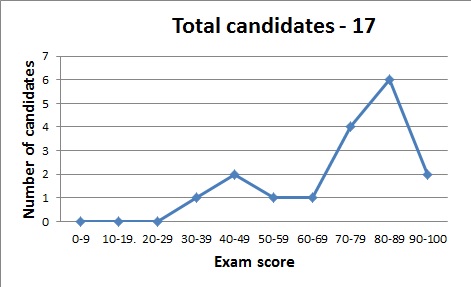 Total candidates - 17
Number of candidates
7
6
5
4
3
2
1
0
0-9 10-19. 20-29 30-39 40-49 50-59 60-69 70-79 80-89 90-100
Exam score